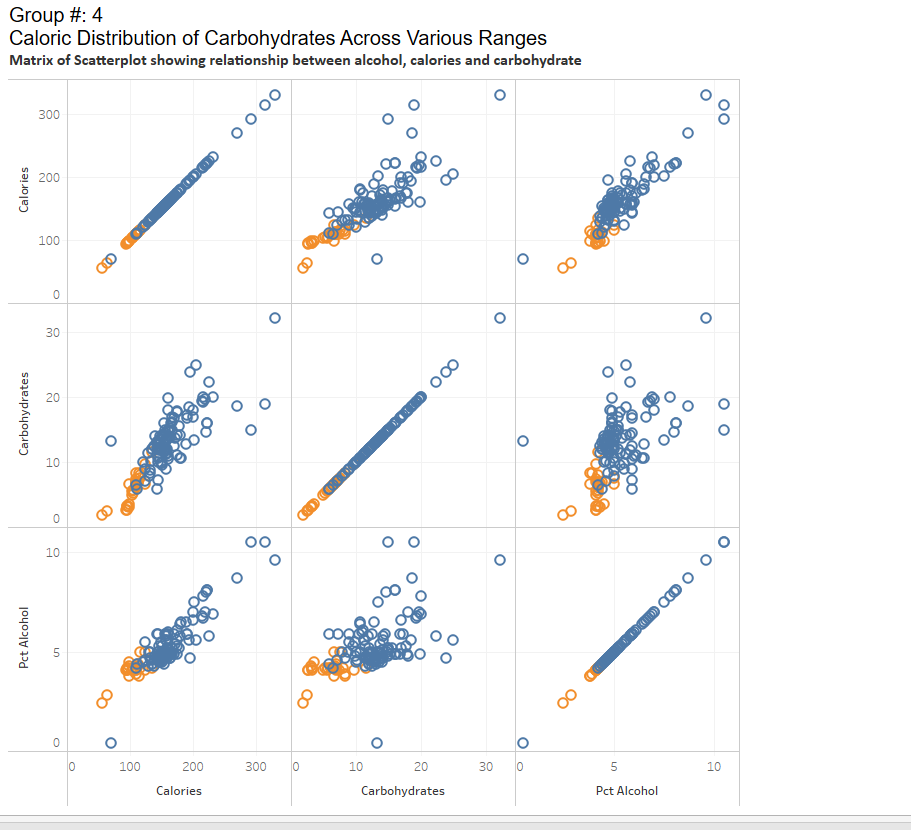 Group #: 4
Caloric Distribution of Carbohydrates Across Various Ranges
Matrix of Scatterplot showing relationship between alcohol, calories and carbohydrate
300
200
100
0
Calories
30
20
10
0
Carbohydrates
10
5
0
Pct Alcohol
0 100 200 300 0 10 20 30 0 5 10
Calories Carbohydrates Pct Alcohol